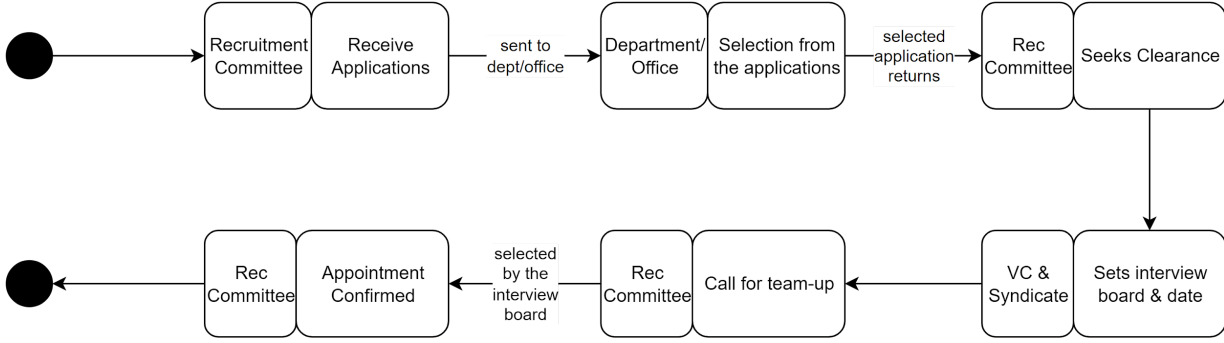 Recruitment
Committee
Receive
Applications
sent to
dept/office
Department/
Office
Selection from
the applications
selected
application
returns
Rec
Committee
Seeks Clearance
VC &
Syndicate
Sets interview
board & date
Rec
Committee
Call for team-up
selected
by the
interview
board
Rec
Committee
Appointment
Confirmed